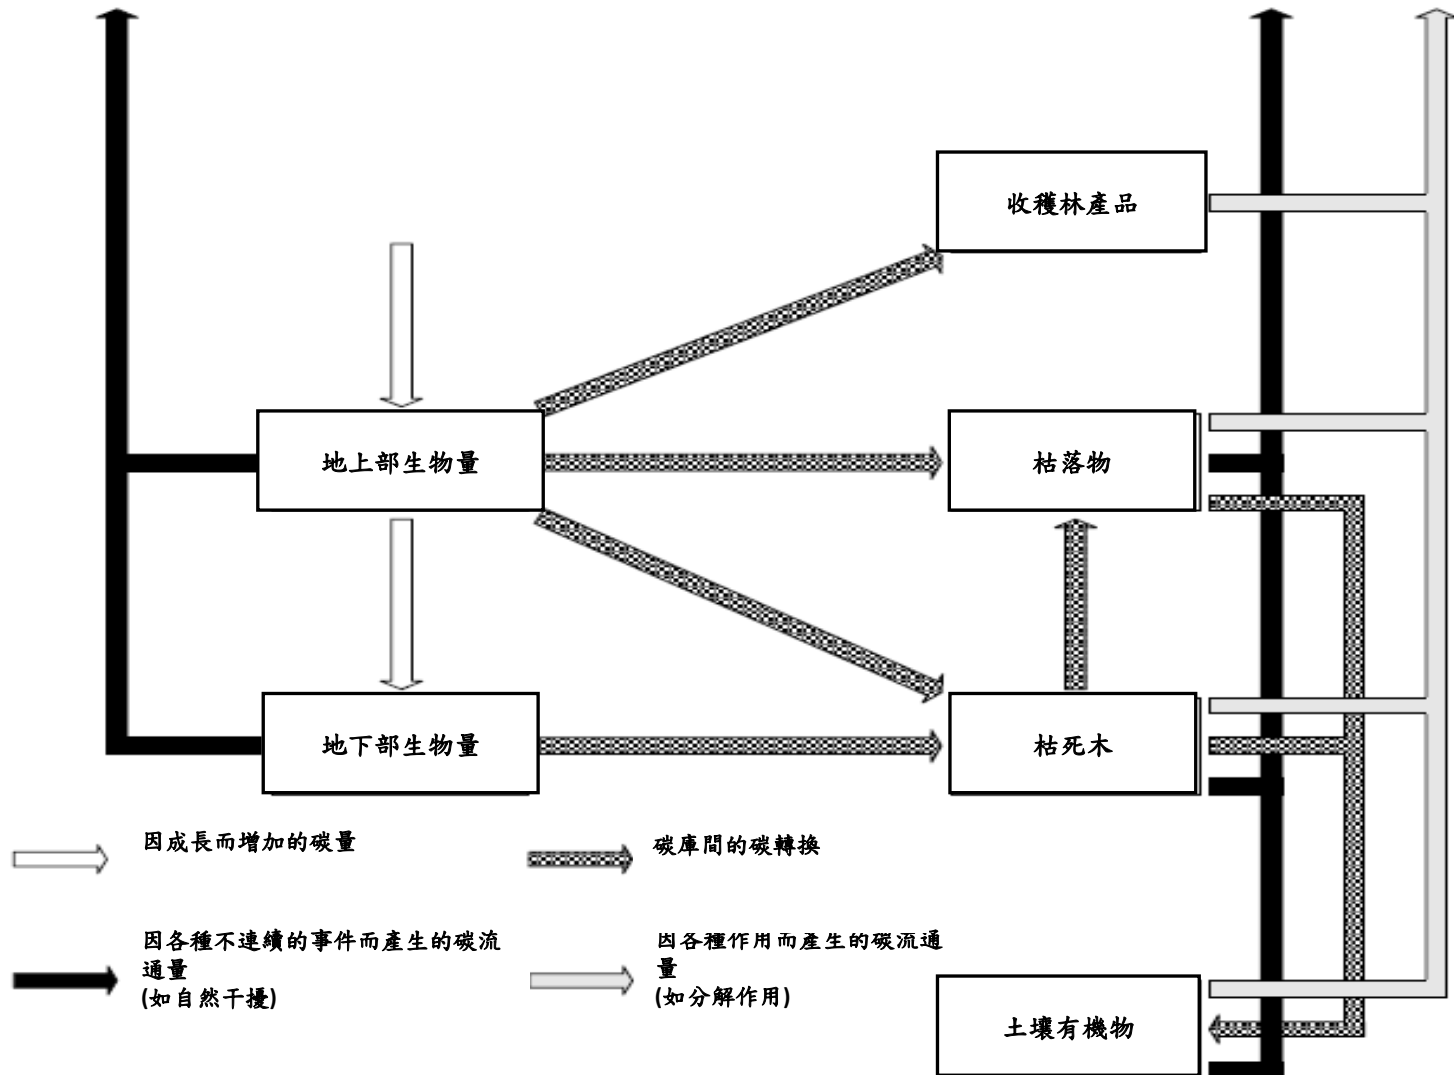 收穫林產品
地上部生物量
枯落物
地下部生物量
枯死木
因成長而增加的碳量
碳庫間的碳轉換
因各種不連續的事件而產生的碳流
通量
(如自然干擾)
因各種作用而產生的碳流通
量
(如分解作用)
土壤有機物